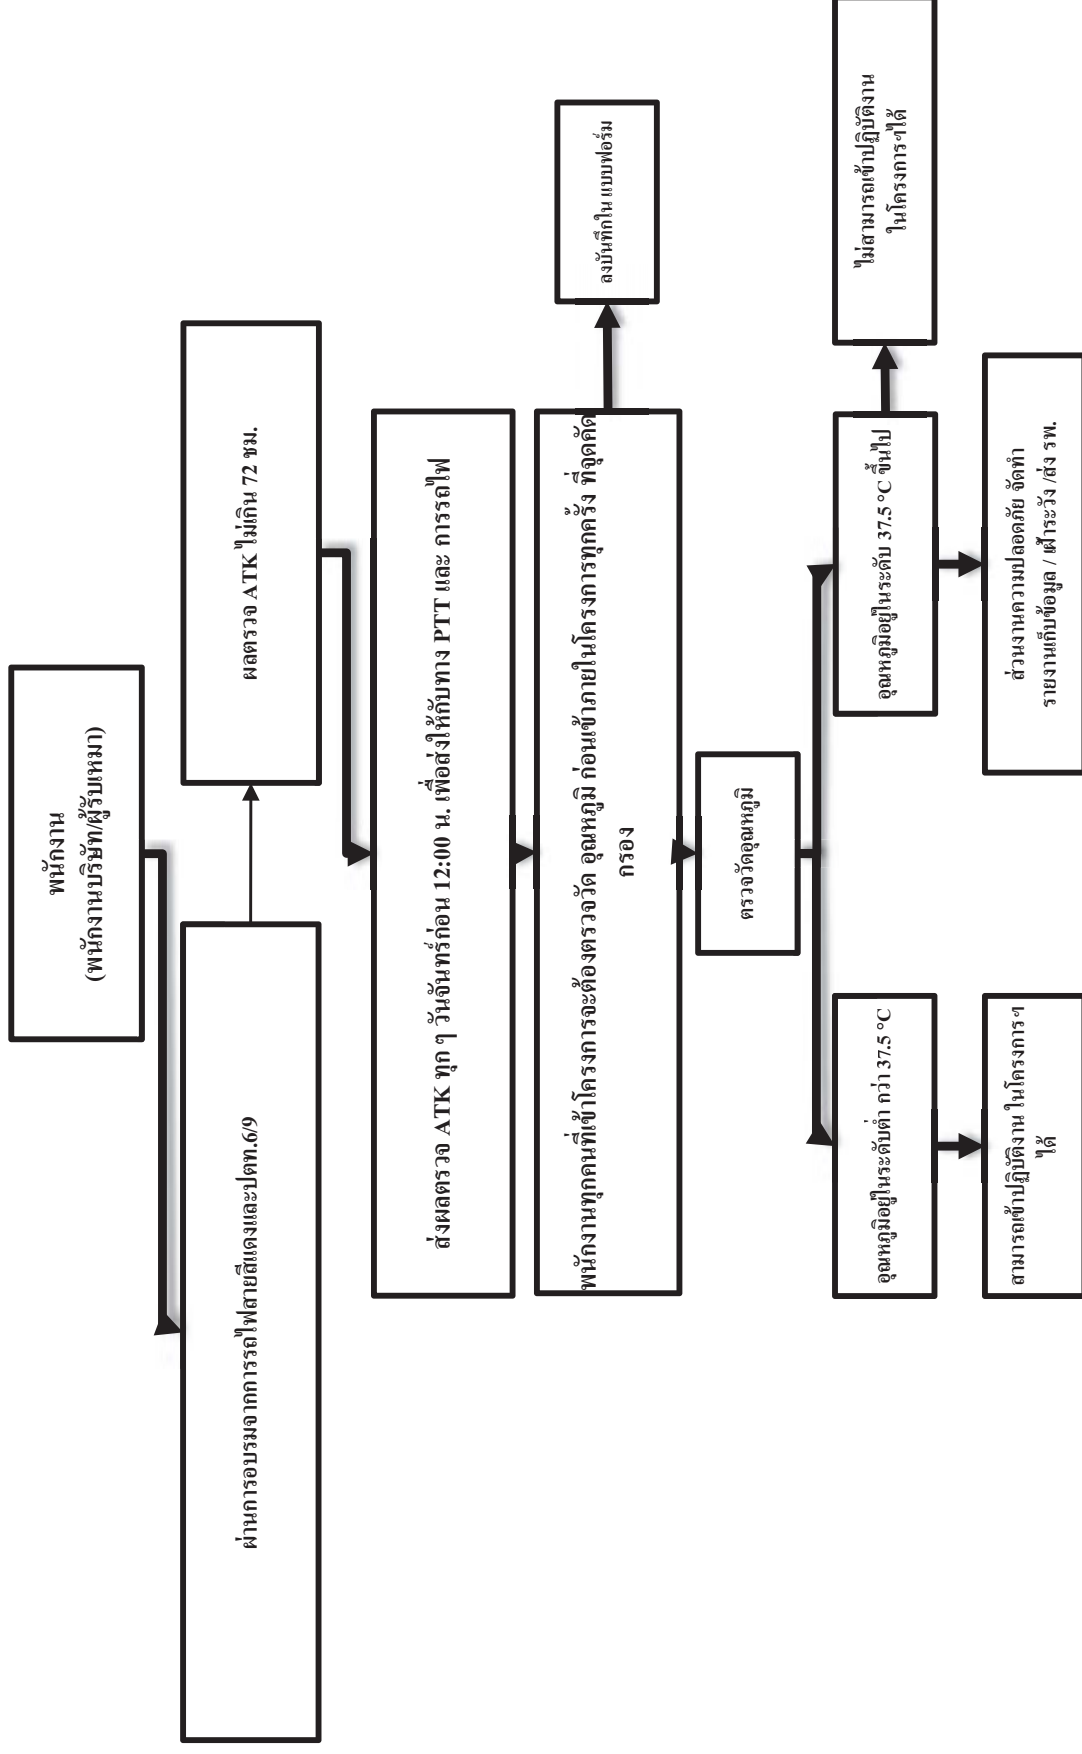 พนักงาน
(พนักงานบริษัท/ผู้รับเหมา)
ผ่านการอบรมจากการรถไฟสายสีแดงและปตท.6/9
ผลตรวจ ATK ไม่เกิน 72 ชม.
ส่งผลตรวจ ATK ทุก ๆ วันจันทร์ก่อน 12:00 น. เพื่อส่งให้กับทาง PTT และ การรถไฟ
พนักงานทุกคนที่เข้าโครงการจะต้องตรวจวัด อุณหภูมิ ก่อนเข้าภายในโครงการทุกครั้ง ที่จุดคัด
กรอง
ลงบันทึกใน แบบฟอร์ม
ตรวจวัดอุณหภูมิ
อุณหภูมิอยู่ในระดับต่ำ กว่า 37.5 °C
อุณหภูมิอยู่ในระดับ 37.5 °C ขึ้นไป
ไม่สามารถเข้าปฏิบัติงาน
ในโครงการฯได้
สามารถเข้าปฏิบัติงาน ในโครงการ ฯ
ได้
ส่วนงานความปลอดภัย จัดทำ
รายงานเก็บข้อมูล / เฝ้าระวัง /ส่ง รพ.